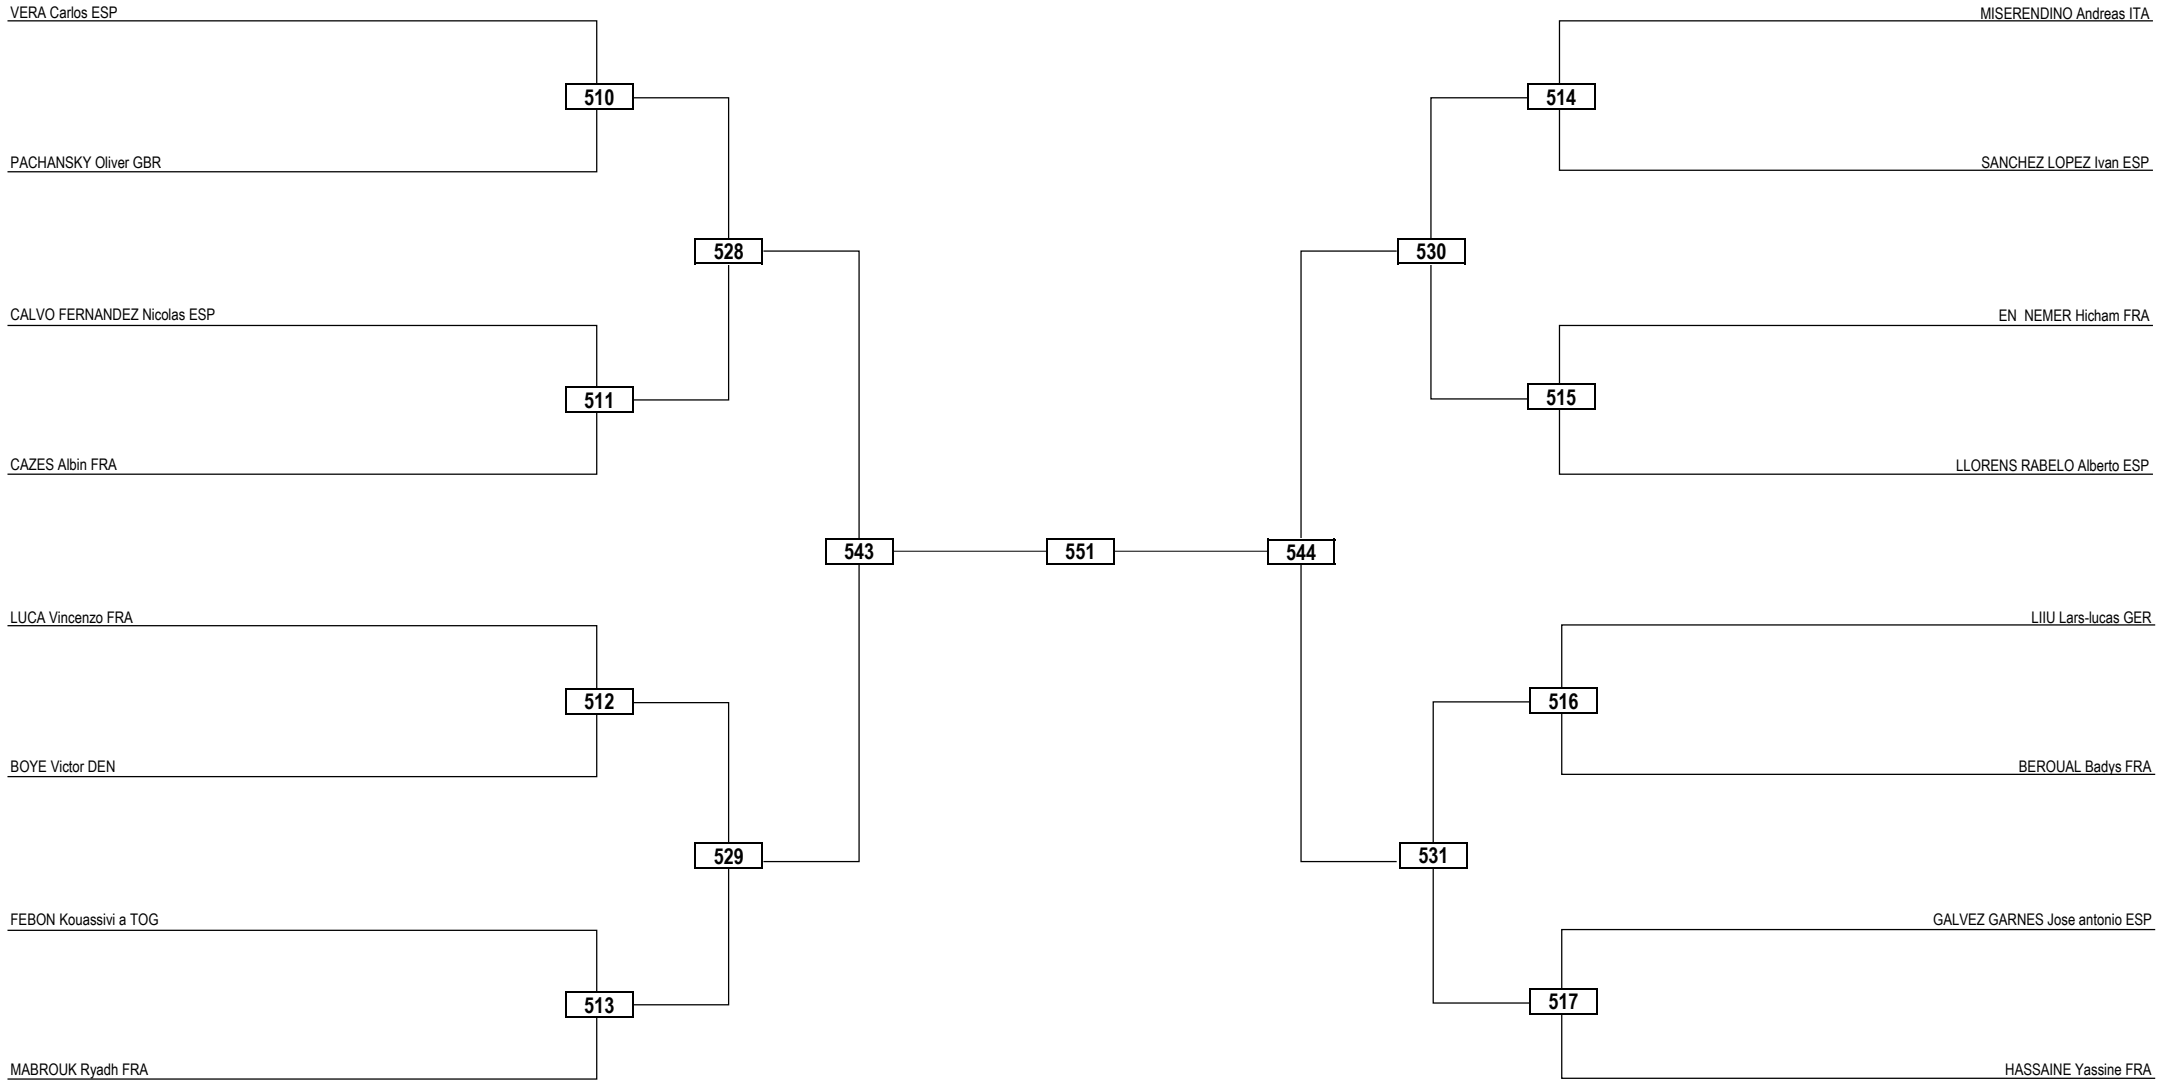 VERA Carlos ESP
MISERENDINO Andreas ITA
510
514
PACHANSKY Oliver GBR
SANCHEZ LOPEZ Ivan ESP
528
530
CALVO FERNANDEZ Nicolas ESP
EN  NEMER Hicham FRA
511
515
CAZES Albin FRA
LLORENS RABELO Alberto ESP
543
551
544
LUCA Vincenzo FRA
LIIU Lars-lucas GER
512
516
BOYE Victor DEN
BEROUAL Badys FRA
529
531
FEBON Kouassivi a TOG
GALVEZ GARNES Jose antonio ESP
513
517
MABROUK Ryadh FRA
HASSAINE Yassine FRA